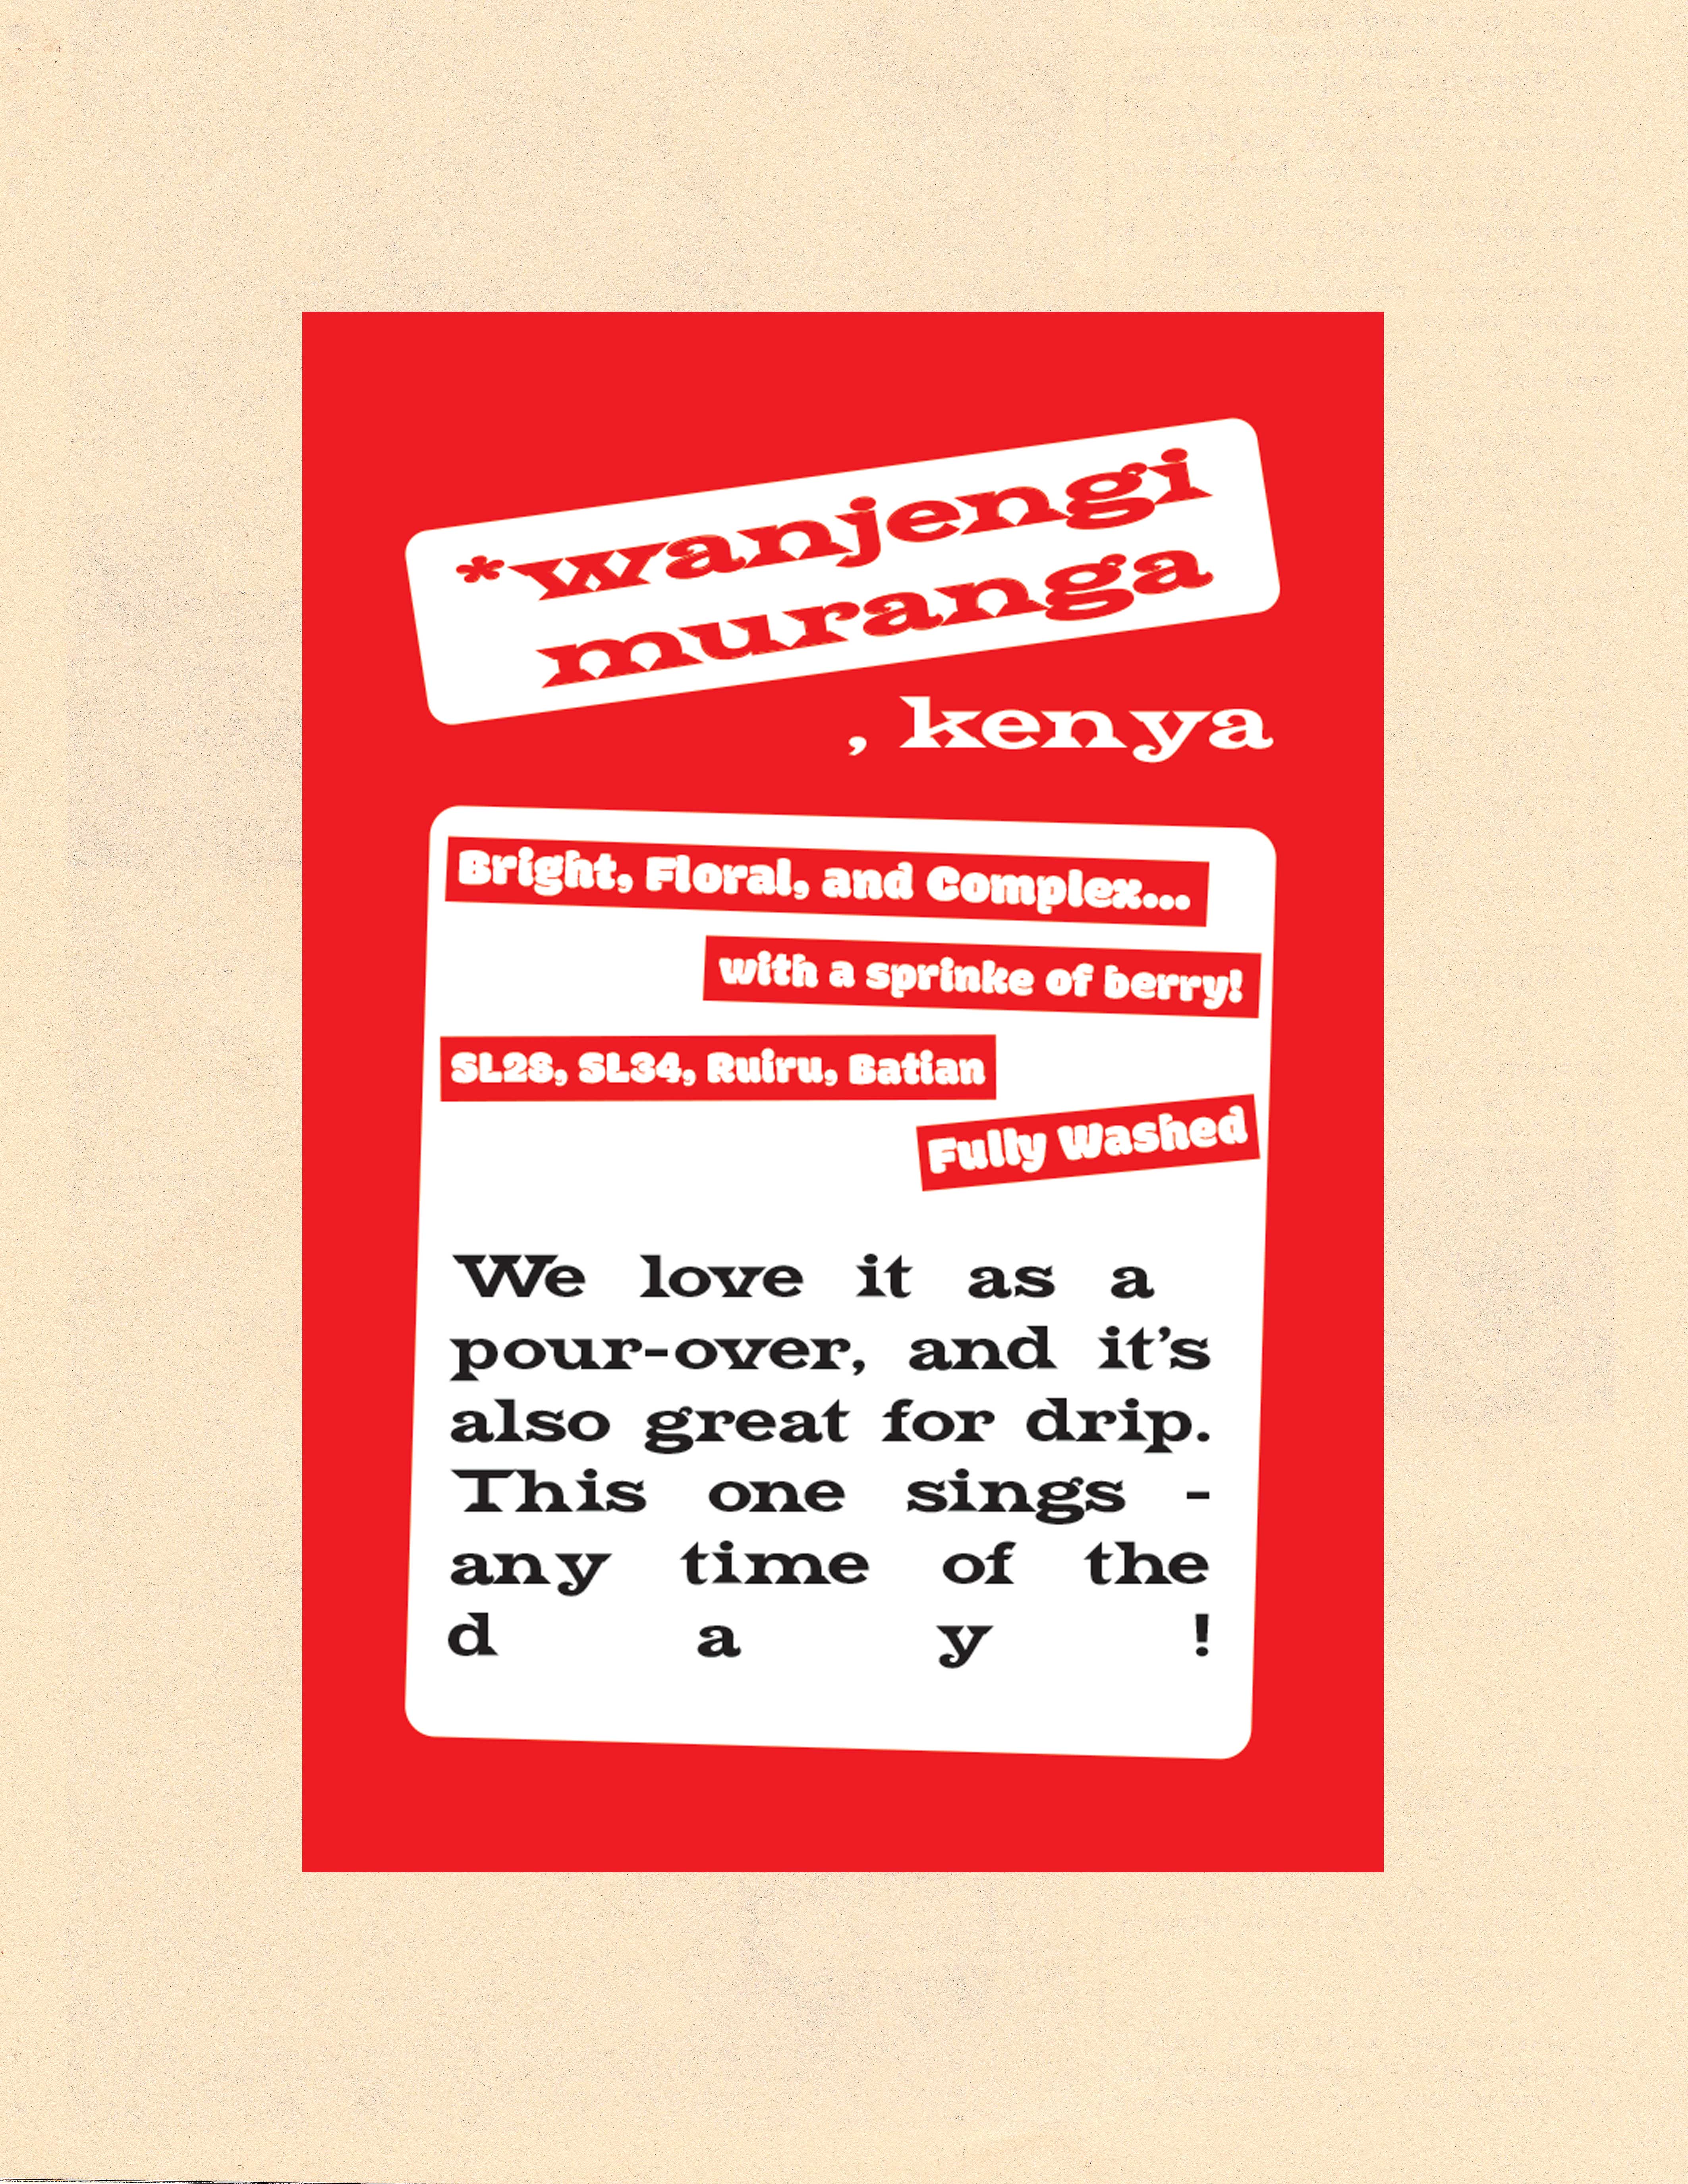 *wanjengi
muranga
, kenya
Bright, Floral, and Complex...
with a sprinke of berry!
SL28, SL34, Ruiru, Batian
Fully Washed
We love it as a
pour-over, and it's
also great for drip.
This one sings -
any time of the
d a y !